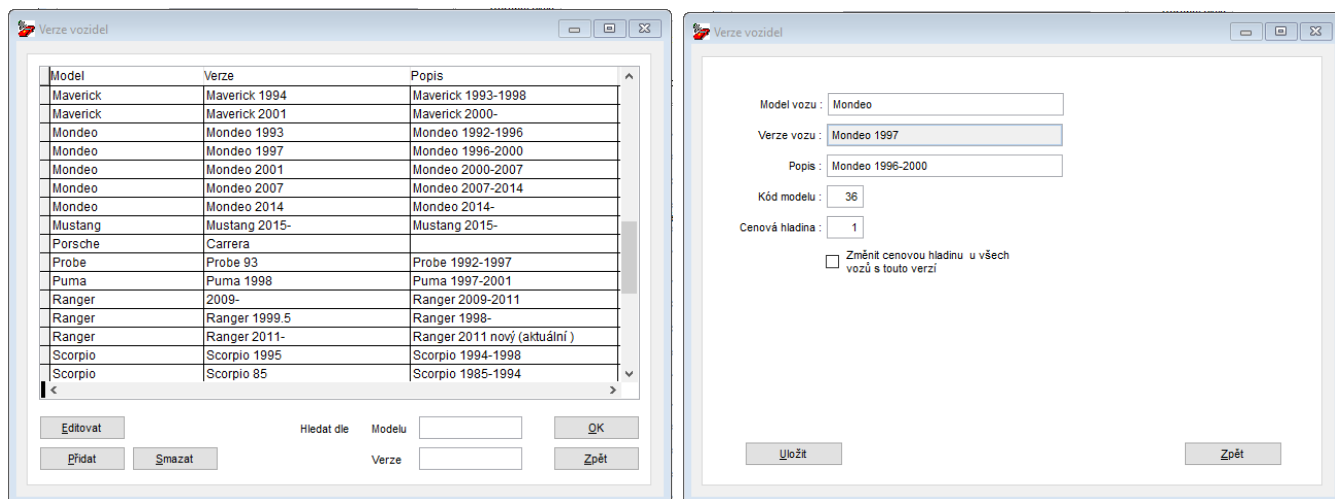 Verze vozidel
Model Verze Popis
Maverick Maverick 1994 Maverick 1993-1998
Maverick Maverick 2001 Maverick 2000-
Mondeo Mondeo 1993 Mondeo 1992-1996
Mondeo Mondeo 1997 Mondeo 1996-2000
Mondeo Mondeo 2001 Mondeo 2000-2007
Mondeo Mondeo 2007 Mondeo 2007-2014
Mondeo Mondeo 2014 Mondeo 2014-
Mustang Mustang 2015- Mustang 2015-
Porsche Carrera
Probe Probe 93 Probe 1992-1997
Puma Puma 1998 Puma 1997-2001
Ranger 2009- Ranger 2009-2011
Ranger Ranger 1999.5 Ranger 1998-
Ranger Ranger 2011- Ranger 2011 nový (aktuální )
Scorpio Scorpio 1995 Scorpio 1994-1998
Scorpio Scorpio 85 Scorpio 1985-1994
Editovat Hledat dle Modelu OK
Přidat Smazat Verze Zpět
Verze vozidel
Model vozu : Mondeo
Verze vozu : Mondeo 1997
Popis : Mondeo 1996-2000
Kód modelu : 36
Cenová hladina : 1
Změnit cenovou hladinu u všech
vozů s touto verzí
Uložit Zpět